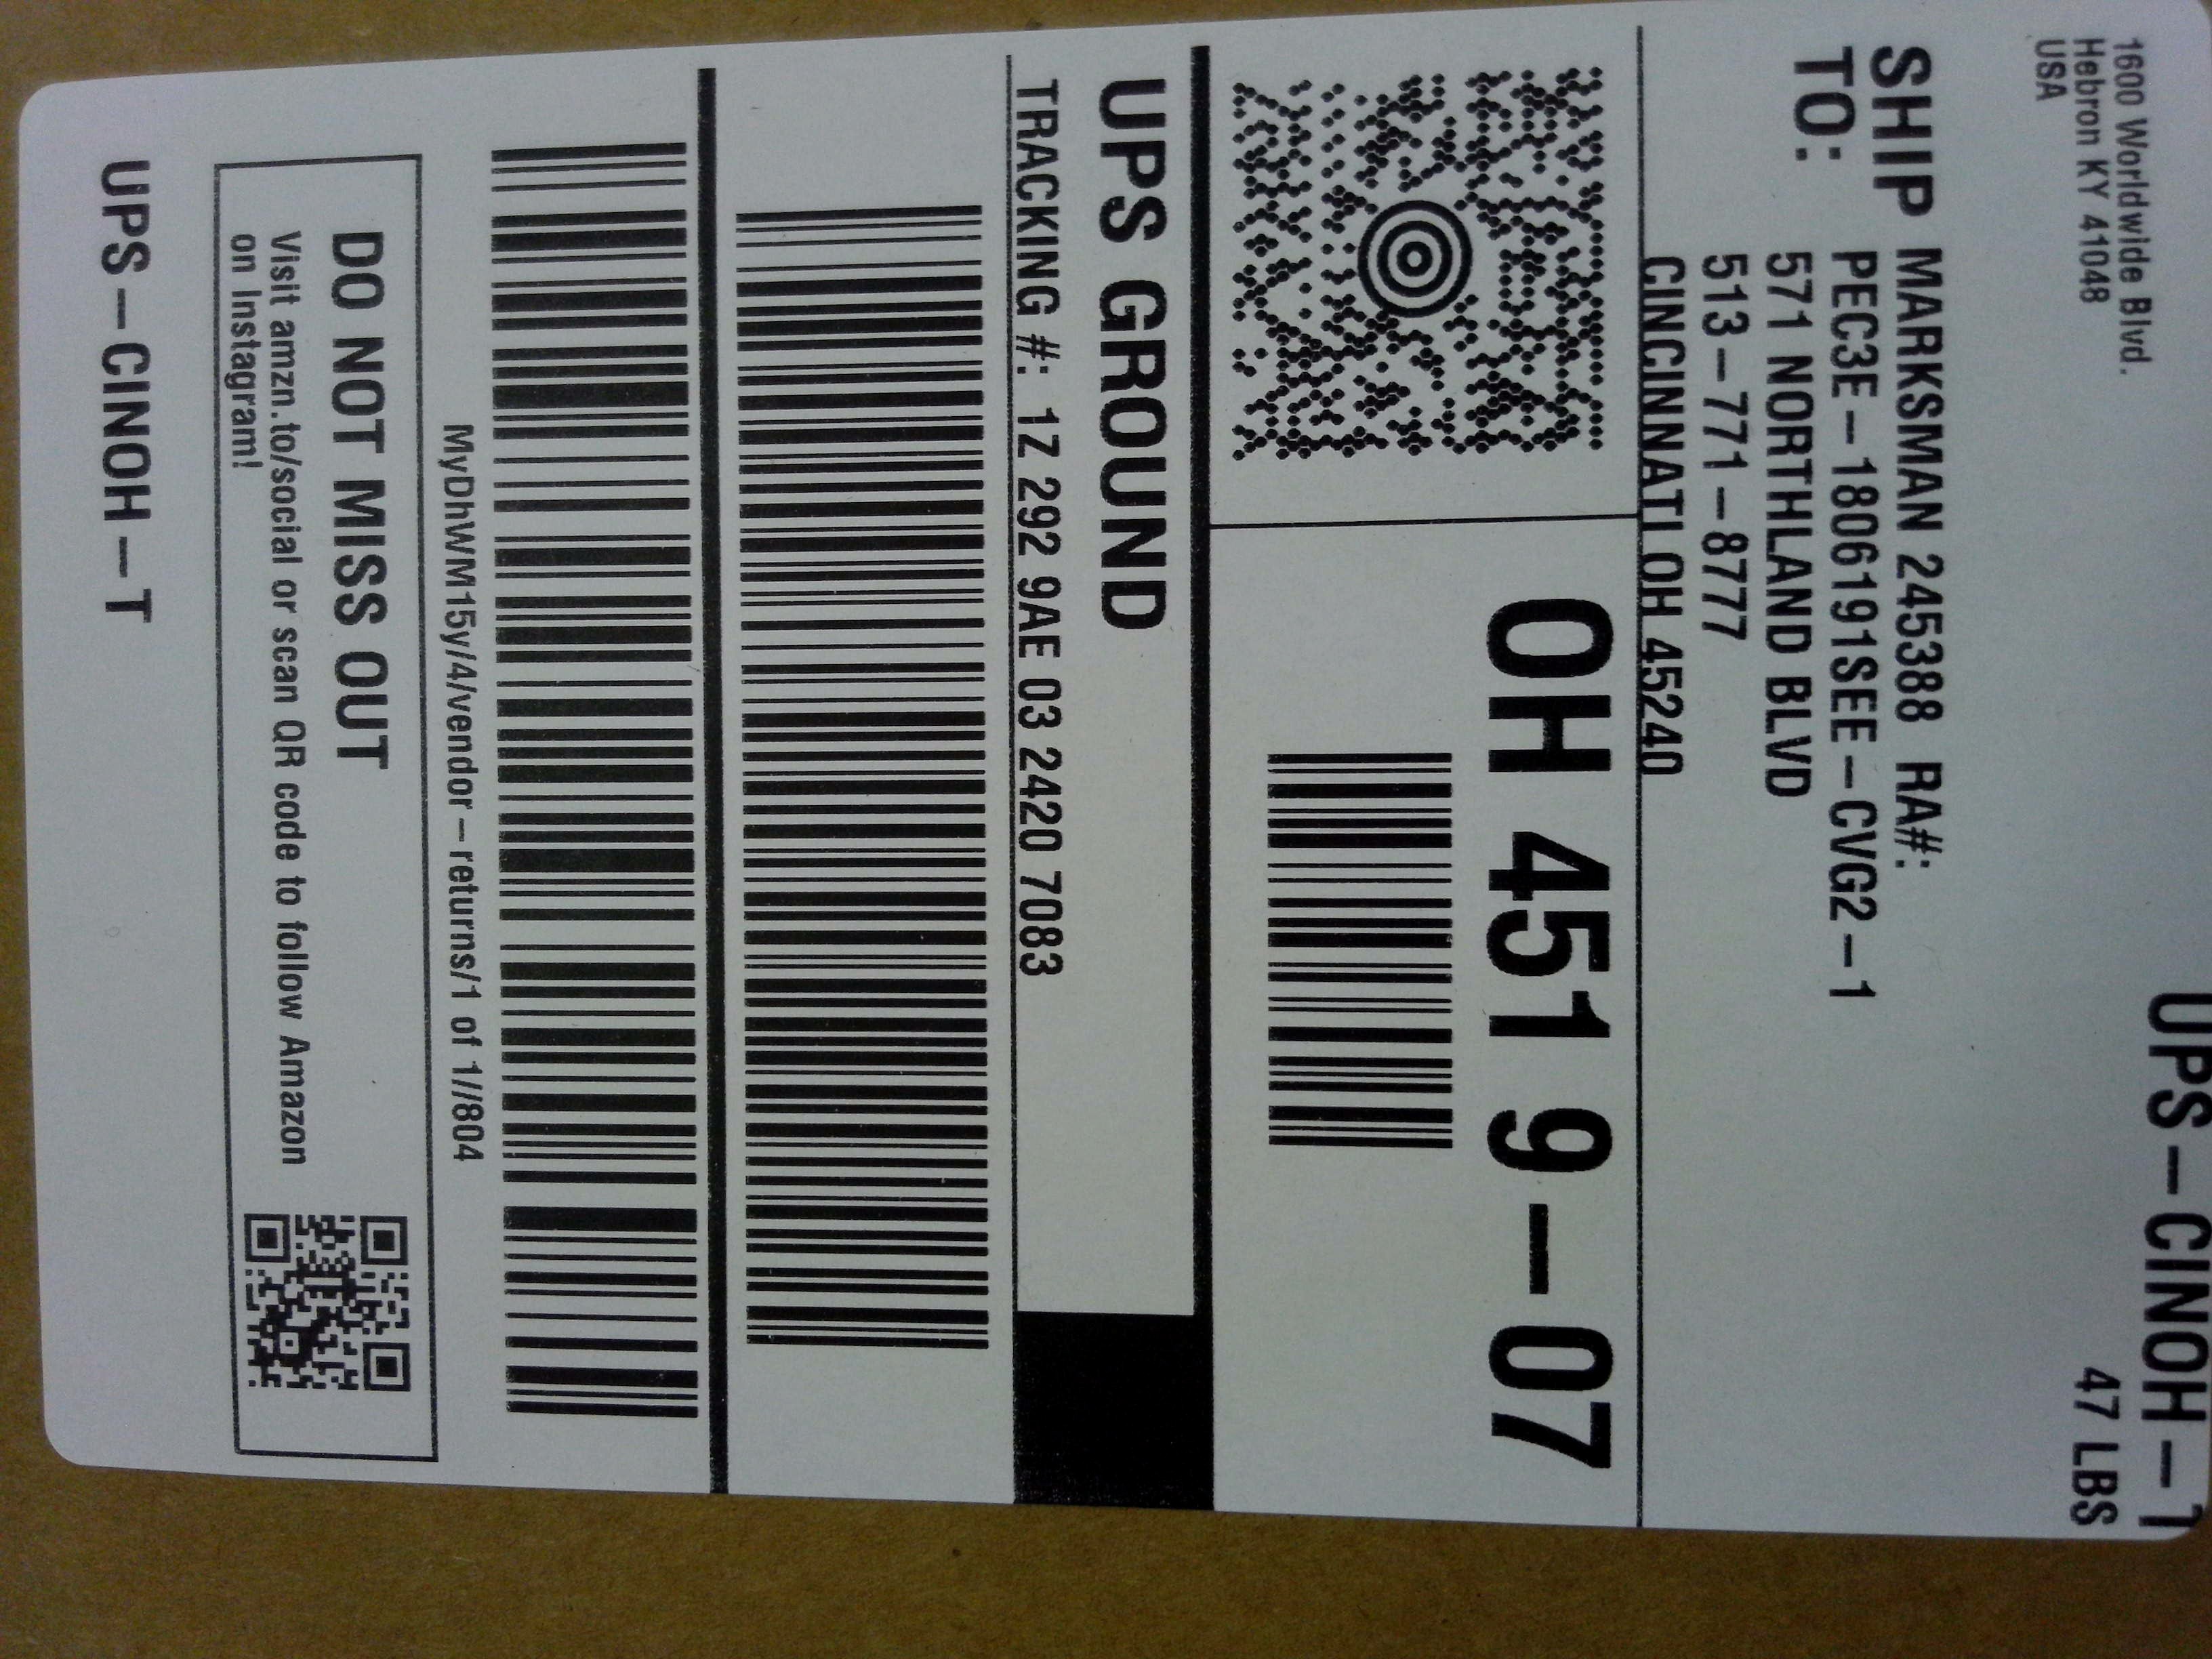 UPS-CINOH-T
47 LBS
1600 Worldwide Blvd.
Hebron KY 41048
USA
SHIP MARKSMAN 245388 RA#:
TO: PEC3E-1806191SEE-CVG2-1
571 NORTHLAND BLVD
513-771-8777
CINCINNATI OH 45240
OH 451 9-07
UPS GROUND
TRACKING #: 1Z 292 9AE 03 2420 7083
MyDhWM15y/4/vendor-returns/1 of 1//804
DO NOT MISS OUT
Visit amzn.to/social or scan QR code to follow Amazon
on Instagram!
UPS-CINOH-T